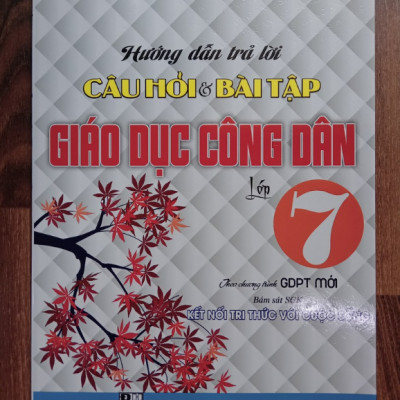 Hướng dẫn trả lời
CÂU HỎI & BÀI TẬP
GIÁO DỤC CÔNG DÂN
Lớp 7
Theo chương trình GDPT MỚI
Bám sát
KẾT NỐI TRI THỨC VỚI CUỘC SỐNG